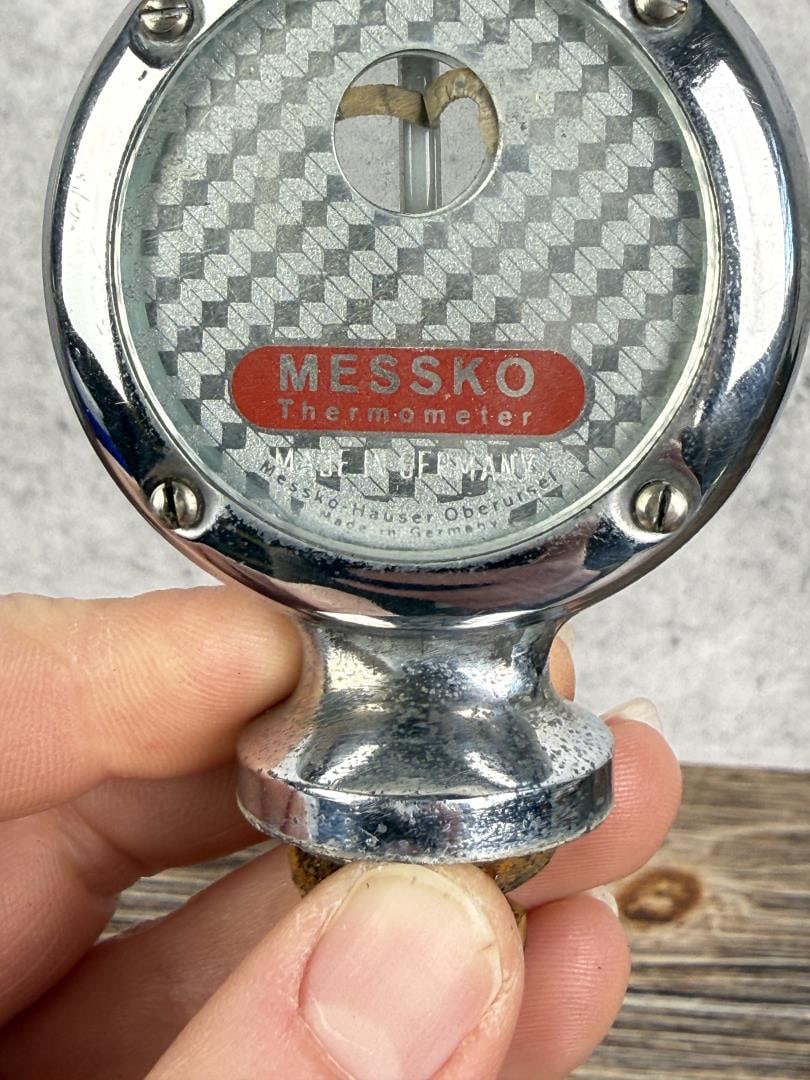 MESSKO
Thermometer
MADE IN GERMANY
Messko-Hauser Oberursel
Made in Germany